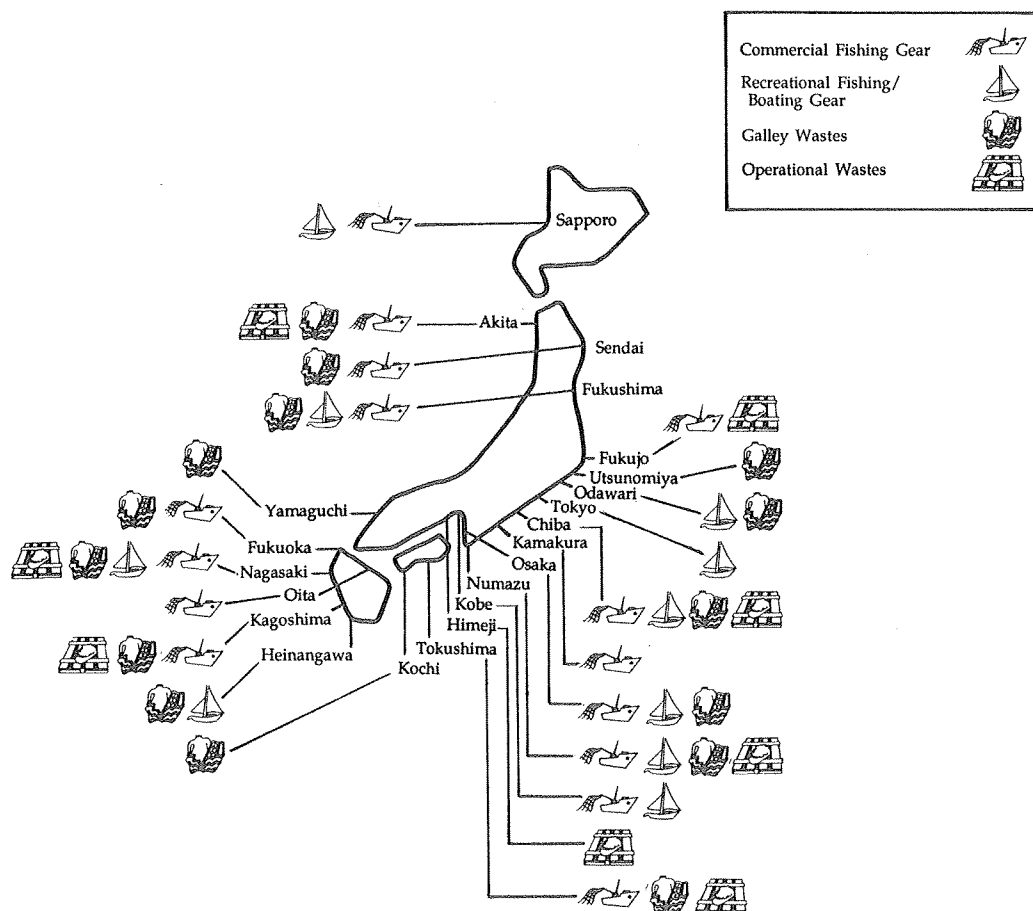 Commercial Fishing Gear
Recreational Fishing/
Boating Gear
Galley Wastes
Operational Wastes
Sapporo
Akita
Sendai
Fukushima
Fukujo
Utsunomiya
Odawari
Tokyo
Chiba
Kamakura
Osaka
Numazu
Kobe
Himeji
Tokushima
Kochi
Yamaguchi
Fukuoka
Nagasaki
Oita
Kagoshima
Heinangawa